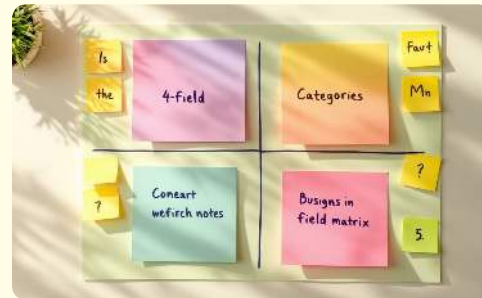 Is
the
4-field
Categories
Favt
Mn
?
Coneart
wefirch notes
Busigns in
field matrix
?
5.